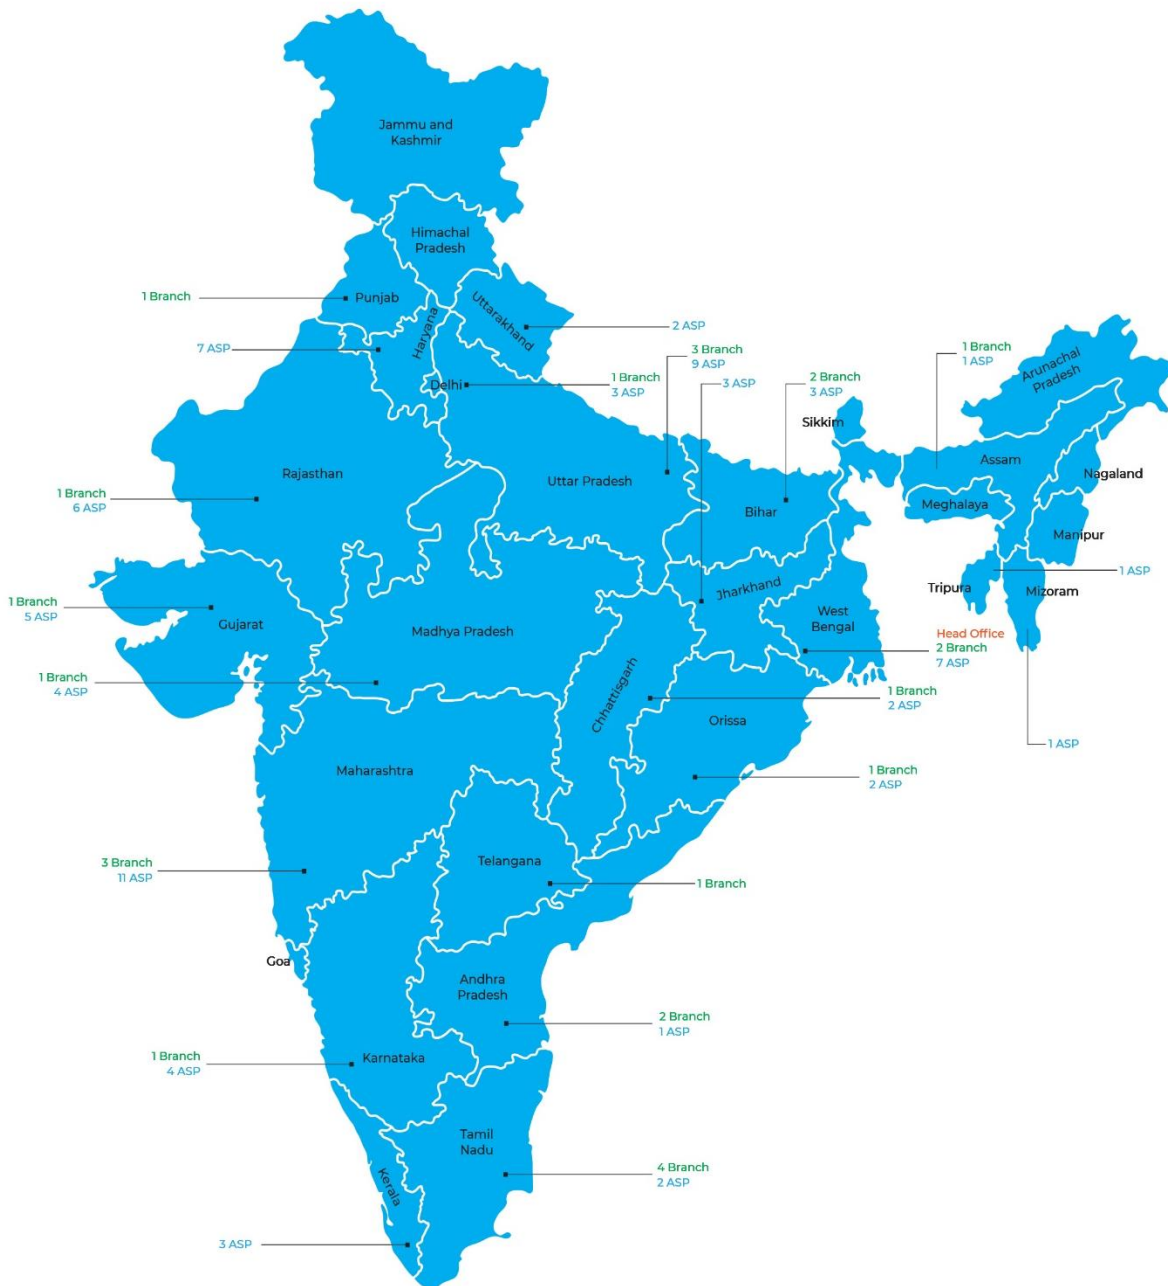 Jammu and
Kashmir
Himachal
Pradesh
1 Branch
Punjab
Uttarakhand
Haryana
2 ASP
7 ASP
3 Branch
9 ASP
Delhi
1 Branch
3 ASP
3 ASP
2 Branch
3 ASP
1 Branch
1 ASP
Arunachal
Pradesh
Sikkim
Assam
Nagaland
Rajasthan
Uttar Pradesh
1 Branch
6 ASP
Bihar
Meghalaya
Manipur
1 ASP
Jharkhand
Tripura
Mizoram
1 Branch
5 ASP
Gujarat
Madhya Pradesh
West
Bengal
Head Office
2 Branch
7 ASP
1 Branch
4 ASP
Chhattisgarh
1 Branch
2 ASP
Orissa
1 ASP
Maharashtra
1 Branch
2 ASP
3 Branch
11 ASP
Telangana
1 Branch
Goa
Andhra
Pradesh
2 Branch
1 ASP
1 Branch
4 ASP
Karnataka
Tamil
Nadu
4 Branch
2 ASP
Kerala
3 ASP